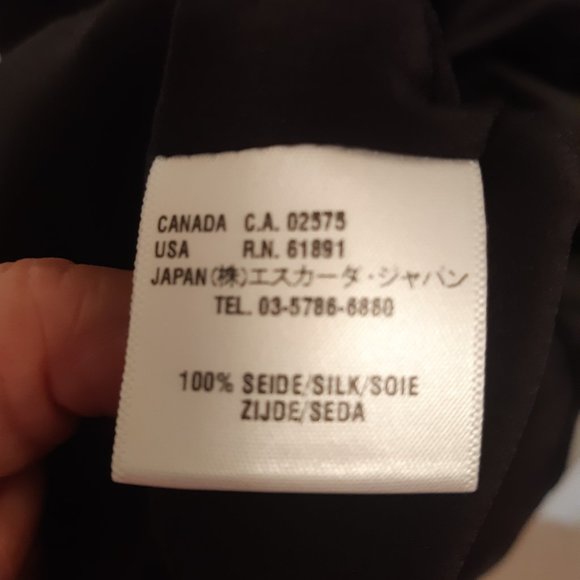 CANADA C.A. 02575
USA R.N. 61891
JAPAN(株)エスカーダ・ジャパン
TEL. 03-5786-6860
100% SEIDE/SILK/SOIE
ZIJDE/SEDA